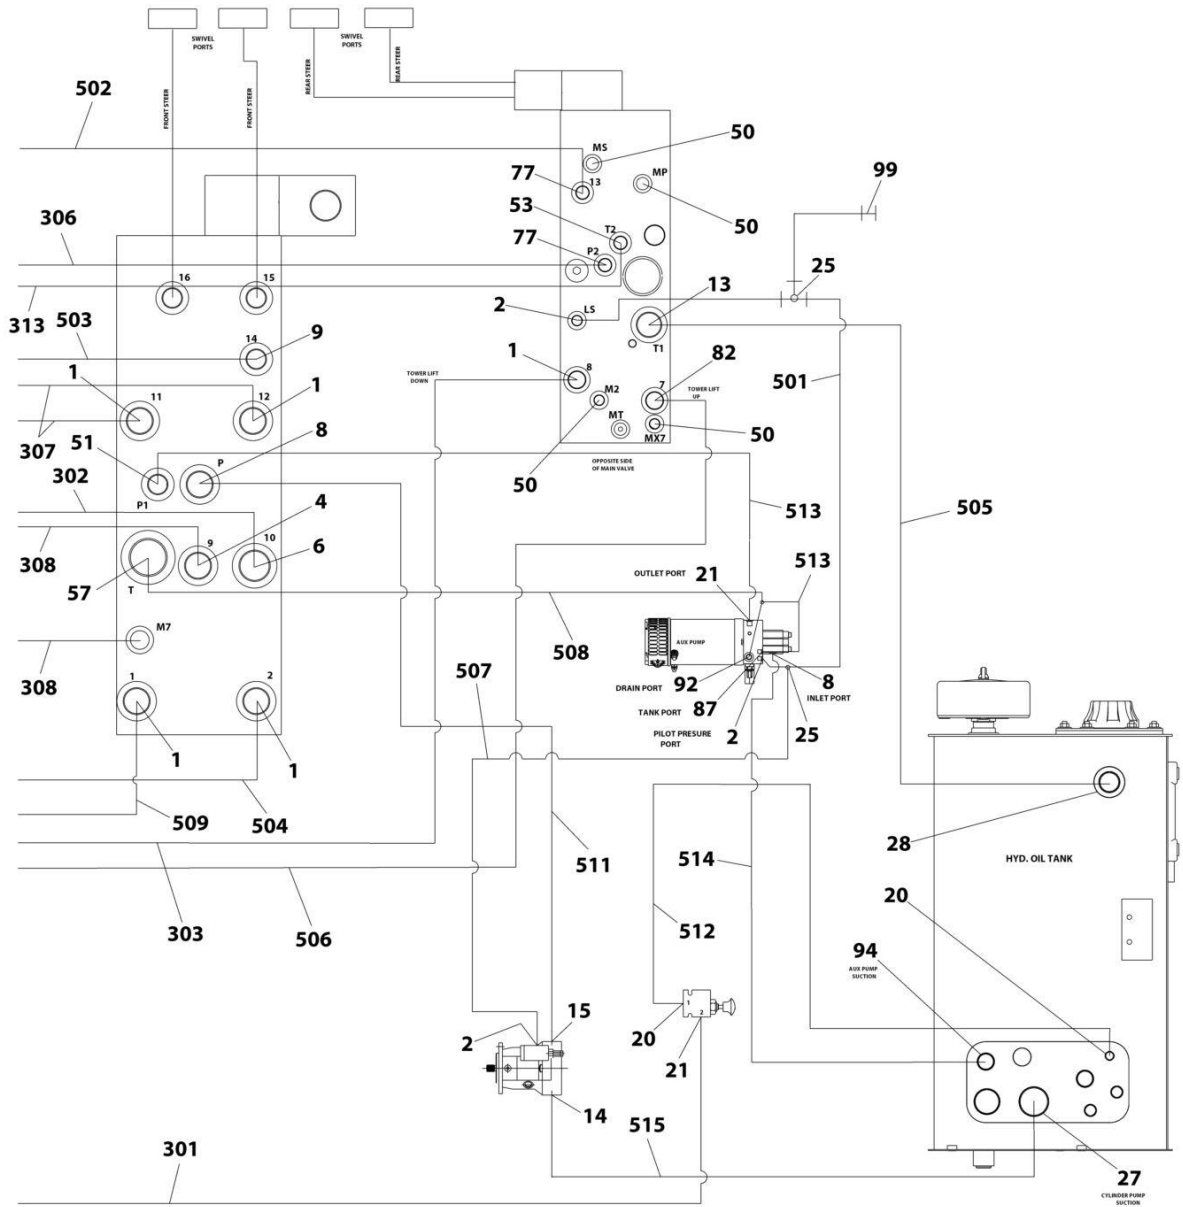 SWIVEL
PORTS
SWIVEL
PORTS
FRONT STEER
FRONT STEER
REAR STEER
REAR STEER
502
50
MS
MP
99
77
13
53
50
306
T2
77
P2
25
16
15
13
2
LS
313
503
14
9
T1
1
8
82
TOWER LIFT
DOWN
501
1
1
7
TOWER LIFT
UP
11
12
M2
307
51
8
MT
MX7
50
P
OPPOSITE SIDE
OF MAIN VALVE
50
302
P1
4
513
505
308
9
10
6
57
T
OUTLET PORT
21
513
M7
AUX PUMP
508
308
507
DRAIN PORT
92
8
INLET PORT
1
2
TANK PORT
87
PILOT PRESURE
PORT
2
25
1
1
509
504
28
511
514
HYD. OIL TANK
20
303
506
512
94
AUX PUMP
SUCTION
15
1
2
2
20
20
21
14
515
301
27
CYLINDER PUMP
SUCTION